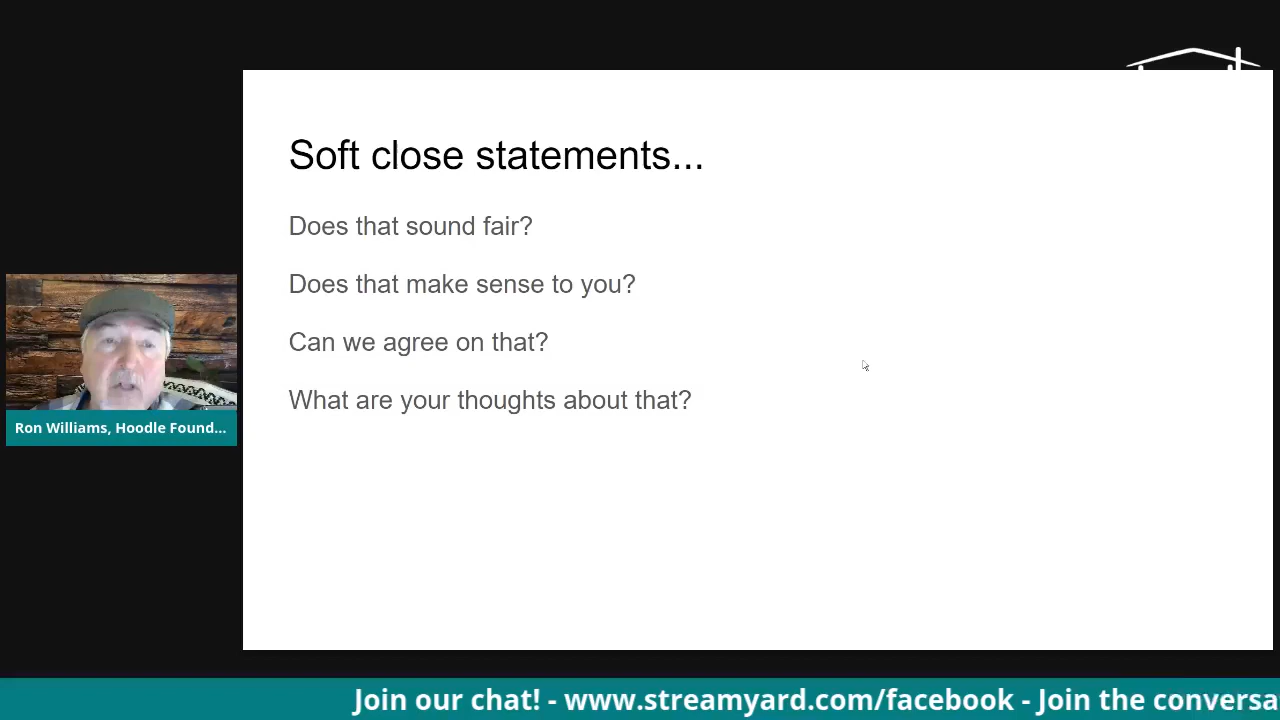 Soft close statements...
Does that sound fair?
Does that make sense to you?
Can we agree on that?
What are your thoughts about that?
Ron Williams, Hoodle Found...
Join our chat! - www.streamyard.com/facebook - Join the conversa